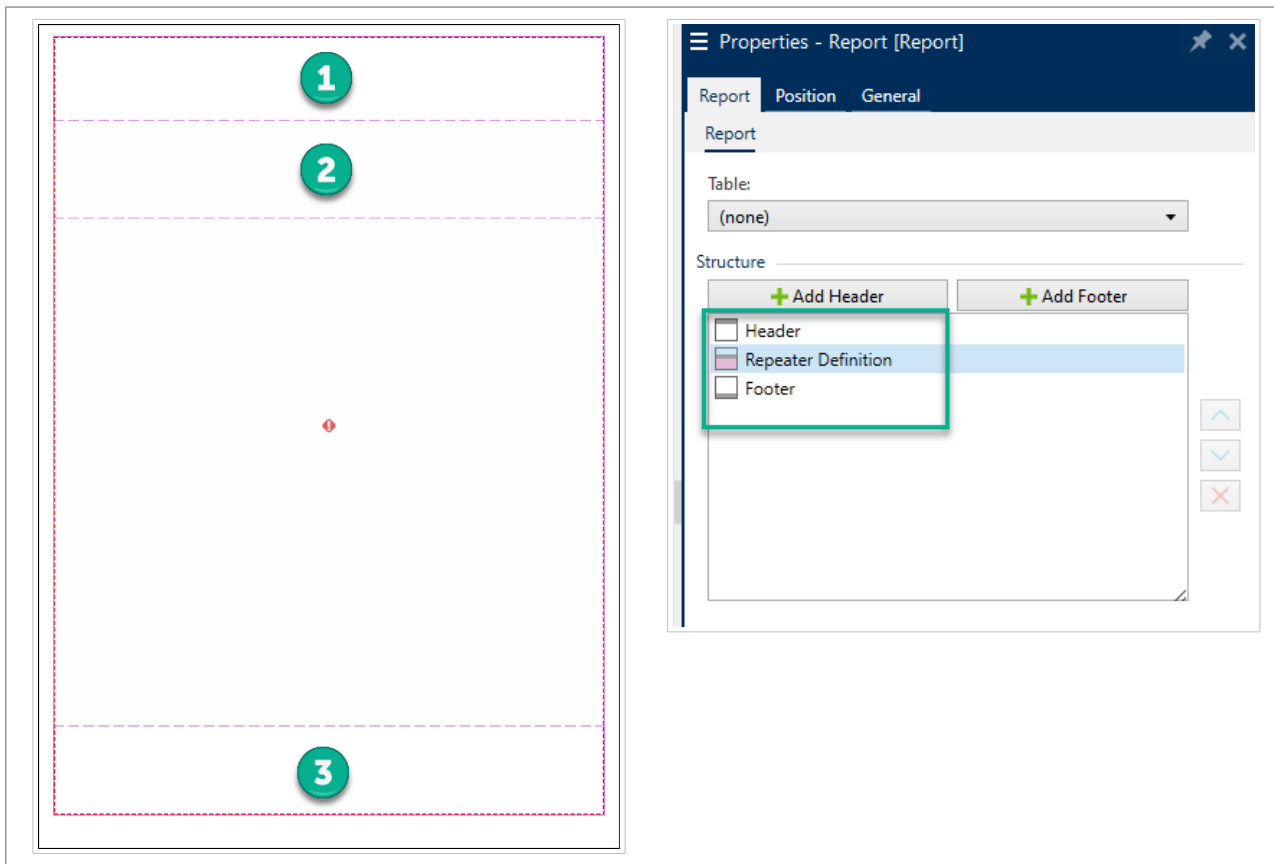 1
2
3
Properties - Report [Report]
Report Position General
Report
Table:
(none)
Structure
Add Header Add Footer
Header
Repeater Definition
Footer